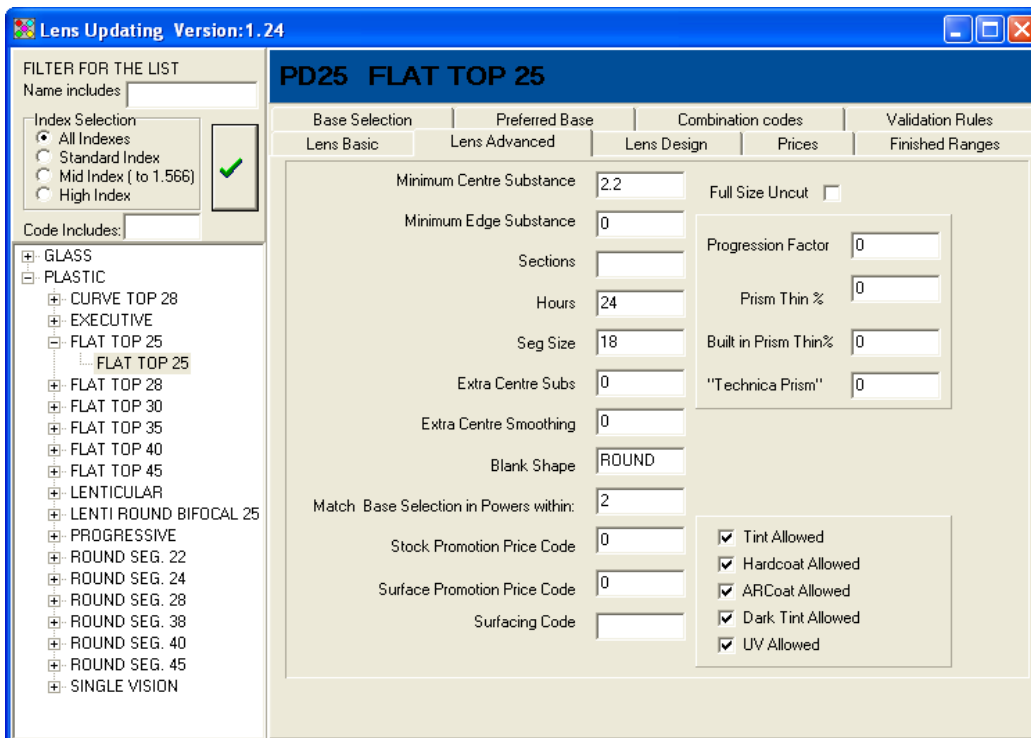 Lens Updating Version:1.24
FILTER FOR THE LIST
Name includes
Index Selection
All Indexes
Standard Index
Mid Index ( to 1.566)
High Index
Code Includes:
GLASS
PLASTIC
CURVE TOP 28
EXECUTIVE
FLAT TOP 25
FLAT TOP 25
FLAT TOP 28
FLAT TOP 30
FLAT TOP 35
FLAT TOP 40
FLAT TOP 45
LENTICULAR
LENTI ROUND BIFOCAL 25
PROGRESSIVE
ROUND SEG. 22
ROUND SEG. 24
ROUND SEG. 28
ROUND SEG. 38
ROUND SEG. 40
ROUND SEG. 45
SINGLE VISION
PD25 FLAT TOP 25
Base Selection Preferred Base Combination codes Validation Rules
Lens Basic Lens Advanced Lens Design Prices Finished Ranges
Minimum Centre Substance 2.2
Minimum Edge Substance 0
Sections
Hours 24
Seg Size 18
Extra Centre Subs 0
Extra Centre Smoothing 0
Blank Shape ROUND
Match Base Selection in Powers within: 2
Stock Promotion Price Code 0
Surface Promotion Price Code 0
Surfacing Code
Full Size Uncut
Progression Factor 0
Prism Thin % 0
Built in Prism Thin% 0
"Technica Prism" 0
Tint Allowed
Hardcoat Allowed
ARCoat Allowed
Dark Tint Allowed
UV Allowed